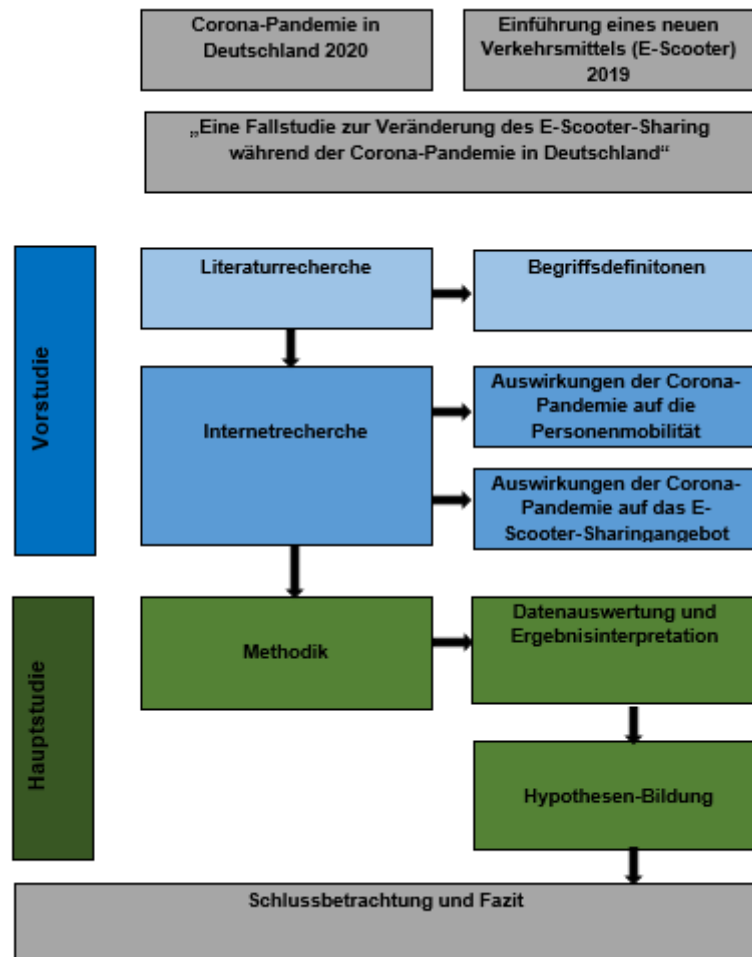 Corona-Pandemie in
Deutschland 2020
Einführung eines neuen
Verkehrsmittels (E-Scooter)
2019
„Eine Fallstudie zur Veränderung des E-Scooter-Sharing
während der Corona-Pandemie in Deutschland“
Vorstudie
Literaturrecherche
Begriffsdefinitonen
Internetrecherche
Auswirkungen der Corona-
Pandemie auf die
Personenmobilität
Auswirkungen der Corona-
Pandemie auf das E-
Scooter-Sharingangebot
Hauptstudie
Methodik
Datenauswertung und
Ergebnisinterpretation
Hypothesen-Bildung
Schlussbetrachtung und Fazit